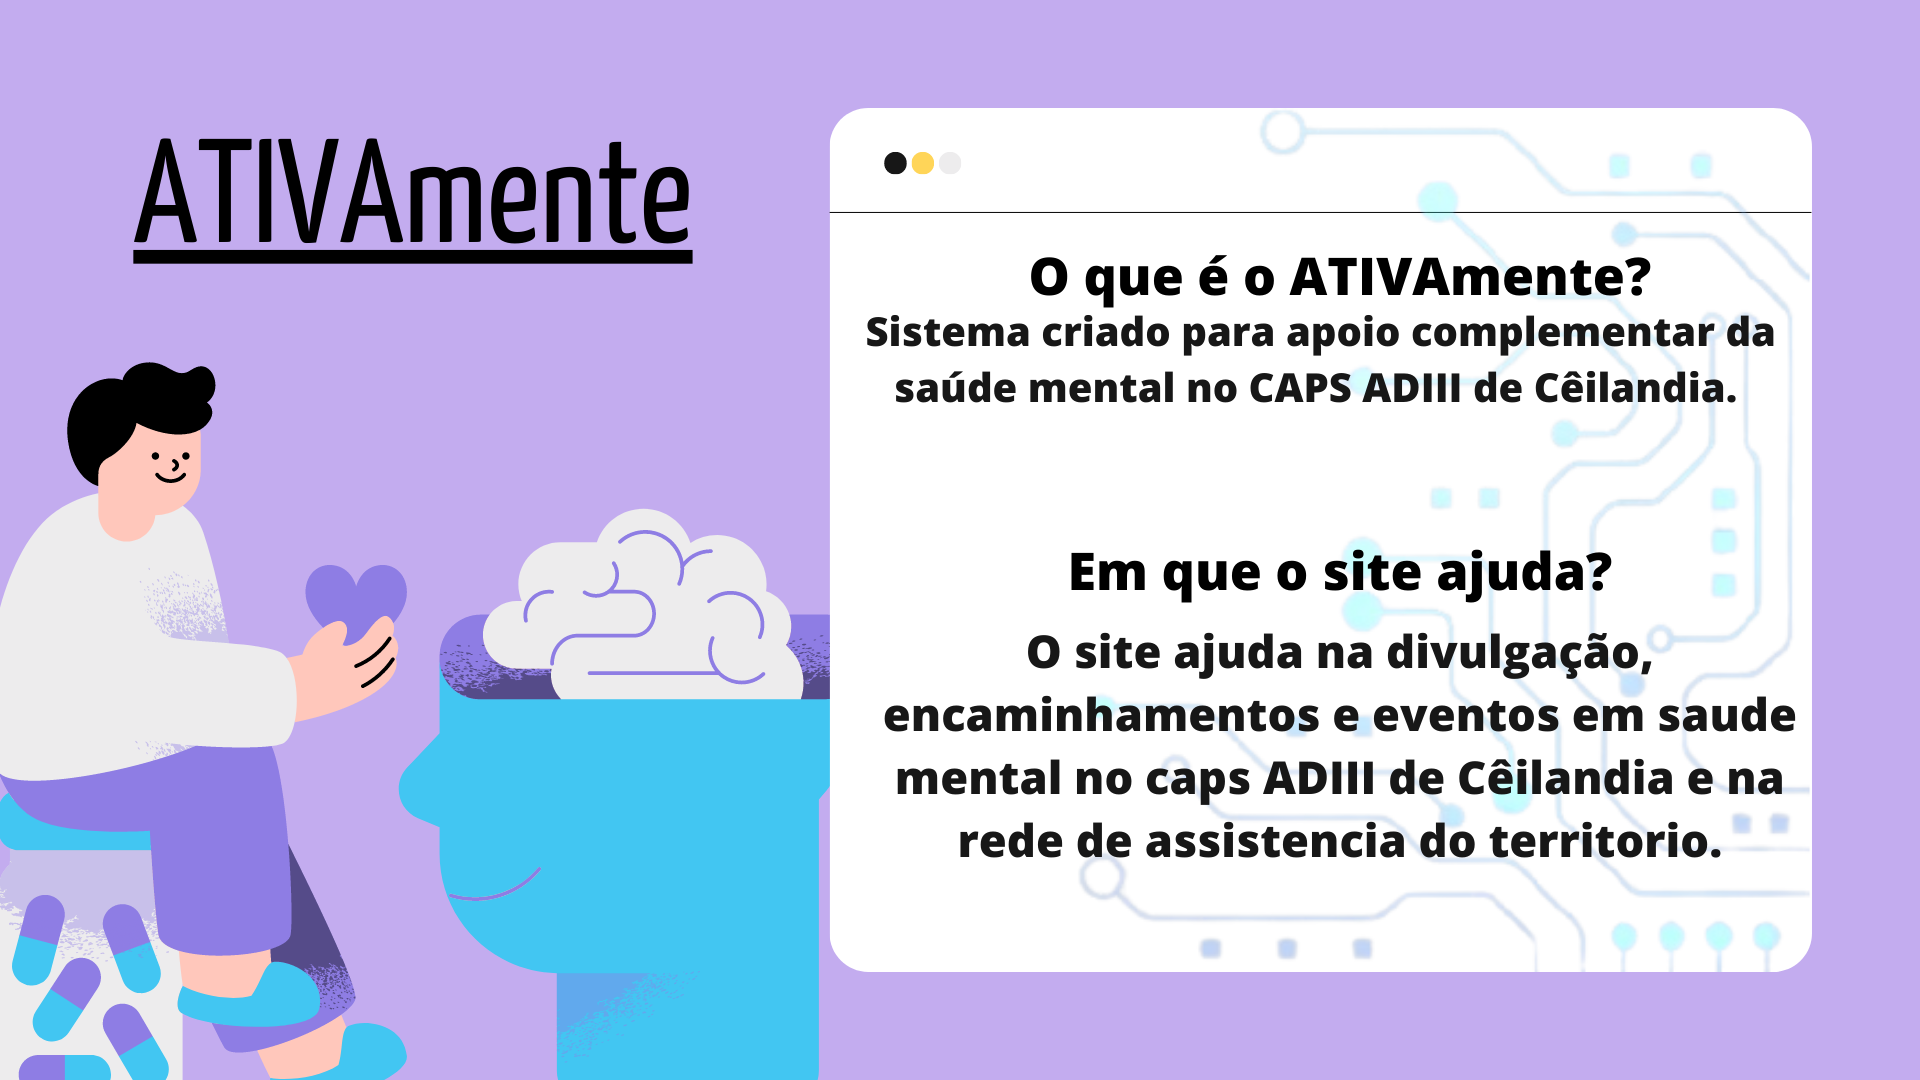 ATIVAmente
O que é o ATIVAmente?
Sistema criado para apoio complementar da
saúde mental no CAPS ADIII de Cêilandia.
Em que o site ajuda?
O site ajuda na divulgação,
encaminhamentos e eventos em saude
mental no caps ADIII de Cêilandia e na
rede de assistencia do territorio.